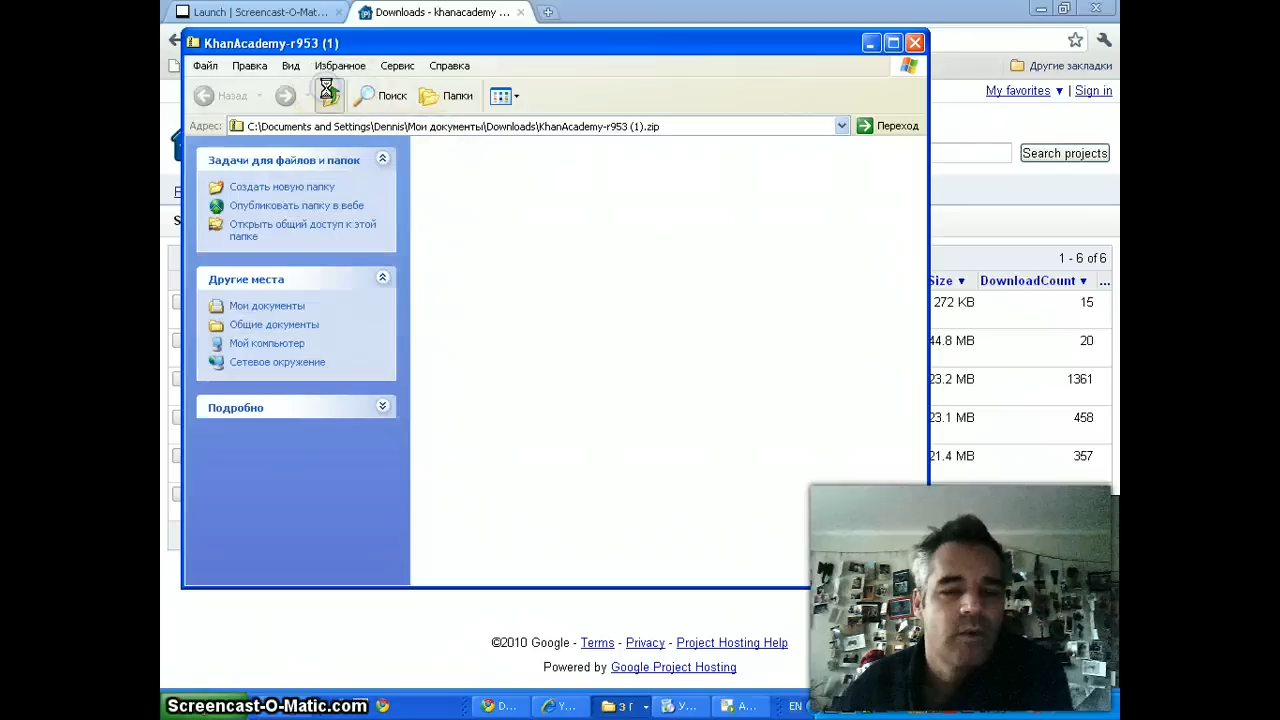 Launch | Screencast-O-Mat...
Downloads - khanacademy ...
KhanAcademy-r953 (1)
Файл Правка Вид Избранное Сервис Справка
Другие закладки
Назад Поиск Папки
My favorites ▼ | Sign in
Адрес: C:\Documents and Settings\Dennis\Мои документы\Downloads\KhanAcademy-r953 (1).zip Переход
Search projects
Задачи для файлов и папок
Создать новую папку
Опубликовать папку в вебе
Открыть общий доступ к этой
папке
Другие места
Мои документы
Общие документы
Мой компьютер
Сетевое окружение
Подробно
1 - 6 of 6
Size ▼ DownloadCount ▼ ...
272 KB 15
44.8 MB 20
23.2 MB 1361
23.1 MB 458
21.4 MB 357
©2010 Google - Terms - Privacy - Project Hosting Help
Powered by Google Project Hosting
Screencast-O-Matic.com
D... У... 3 Г У... А... EN